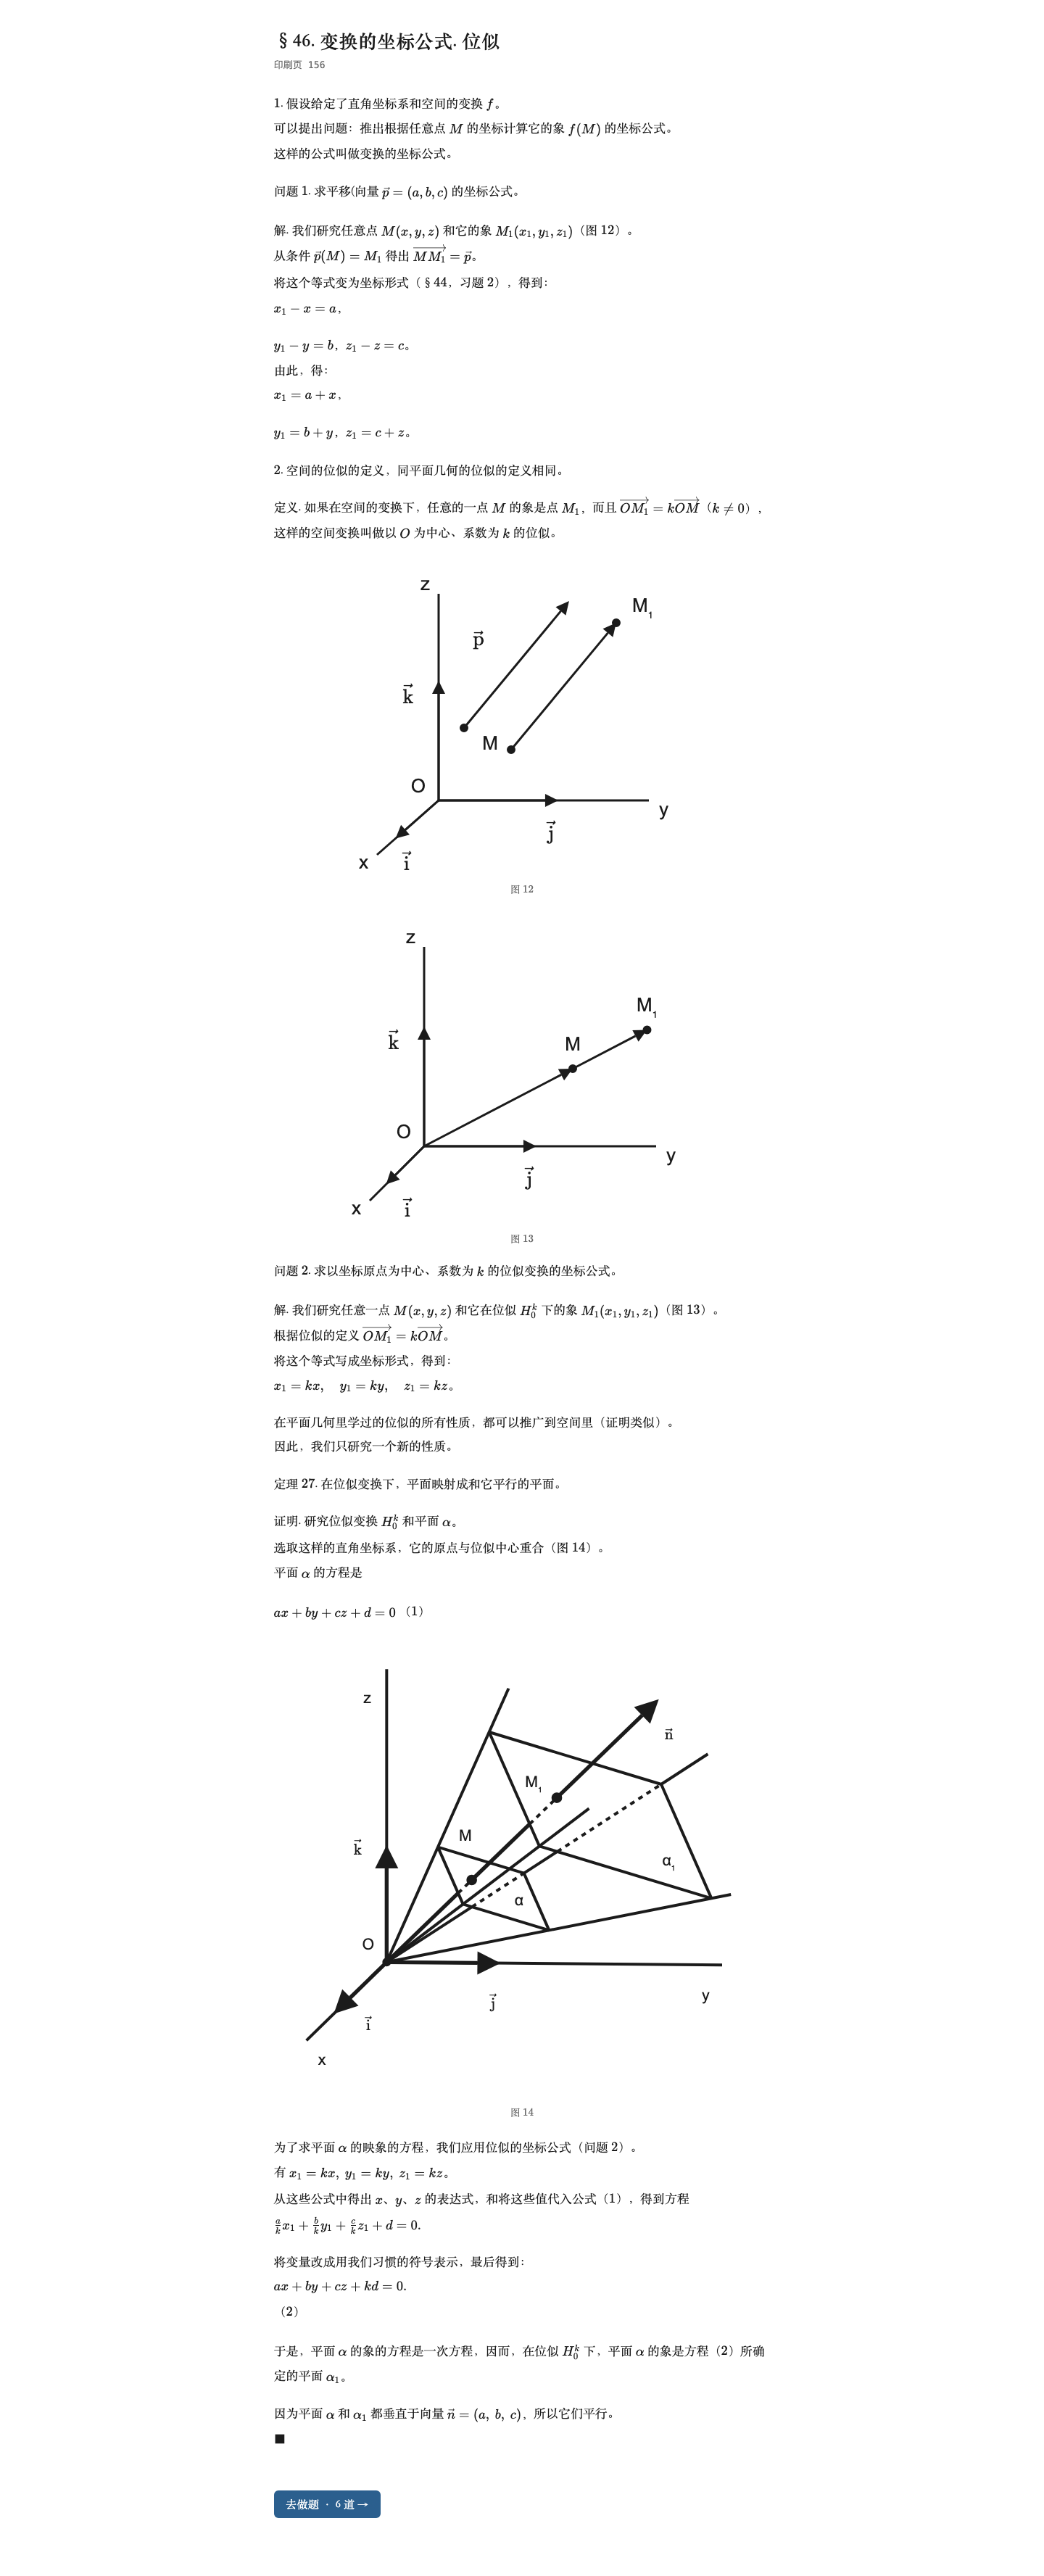 §46. 变换的坐标公式. 位似
印刷页 156
1. 假设给定了直角坐标系和空间的变换 f。
可以提出问题：推出根据任意点 M 的坐标计算它的象 f(M) 的坐标公式。
这样的公式叫做变换的坐标公式。
问题 1. 求平移(向量 p⃗ = (a, b, c) 的坐标公式。
解. 我们研究任意点 M(x, y, z) 和它的象 M₁(x₁, y₁, z₁)（图 12）。
从条件 p⃗(M) = M₁ 得出 \overrightarrow{MM₁} = p⃗。
将这个等式变为坐标形式（§44，习题 2），得到：
x₁ − x = a，
y₁ − y = b，z₁ − z = c。
由此，得：
x₁ = a + x，
y₁ = b + y，z₁ = c + z。
2. 空间的位似的定义，同平面几何的位似的定义相同。
定义. 如果在空间的变换下，任意的一点 M 的象是点 M₁，而且 \overrightarrow{OM₁} = k\overrightarrow{OM}（k ≠ 0），
这样的空间变换叫做以 O 为中心、系数为 k 的位似。
z
M₁
p⃗
k⃗
M
O
y
j⃗
x
i⃗
图 12
z
M₁
k⃗
M
O
y
j⃗
x
i⃗
图 13
问题 2. 求以坐标原点为中心、系数为 k 的位似变换的坐标公式。
解. 我们研究任意一点 M(x, y, z) 和它在位似 H₀ᵏ 下的象 M₁(x₁, y₁, z₁)（图 13）。
根据位似的定义 \overrightarrow{OM₁} = k\overrightarrow{OM}。
将这个等式写成坐标形式，得到：
x₁ = kx, y₁ = ky, z₁ = kz。
在平面几何里学过的位似的所有性质，都可以推广到空间里（证明类似）。
因此，我们只研究一个新的性质。
定理 27. 在位似变换下，平面映射成和它平行的平面。
证明. 研究位似变换 H₀ᵏ 和平面 α。
选取这样的直角坐标系，它的原点与位似中心重合（图 14）。
平面 α 的方程是
ax + by + cz + d = 0 （1）
z
n⃗
M₁
M
k⃗
α₁
α
O
j⃗
y
i⃗
x
图 14
为了求平面 α 的映象的方程，我们应用位似的坐标公式（问题 2）。
有 x₁ = kx, y₁ = ky, z₁ = kz。
从这些公式中得出 x、y、z 的表达式，和将这些值代入公式（1），得到方程
\frac{a}{k}x₁ + \frac{b}{k}y₁ + \frac{c}{k}z₁ + d = 0.
将变量改成用我们习惯的符号表示，最后得到：
ax + by + cz + kd = 0.
（2）
于是，平面 α 的象的方程是一次方程，因而，在位似 H₀ᵏ 下，平面 α 的象是方程（2）所确
定的平面 α₁。
因为平面 α 和 α₁ 都垂直于向量 n⃗ = (a, b, c)，所以它们平行。
■
去做题 · 6 道 →